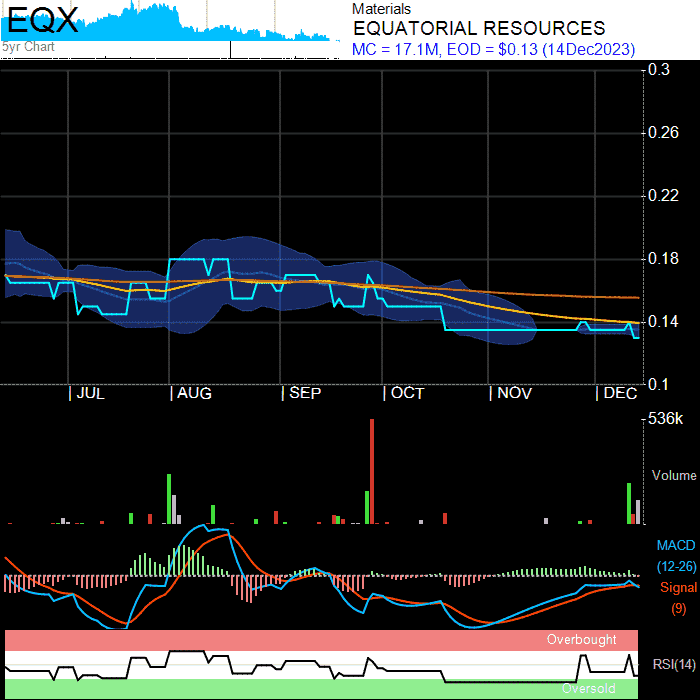 EQX
5yr Chart
Materials
EQUATORIAL RESOURCES
MC = 17.1M, EOD = $0.13 (14Dec2023)
0.3
0.26
0.22
0.18
0.14
0.1
| JUL | AUG | SEP | OCT | NOV | DEC
536k
Volume
MACD
(12-26)
Signal
(9)
Overbought
RSI(14)
Oversold